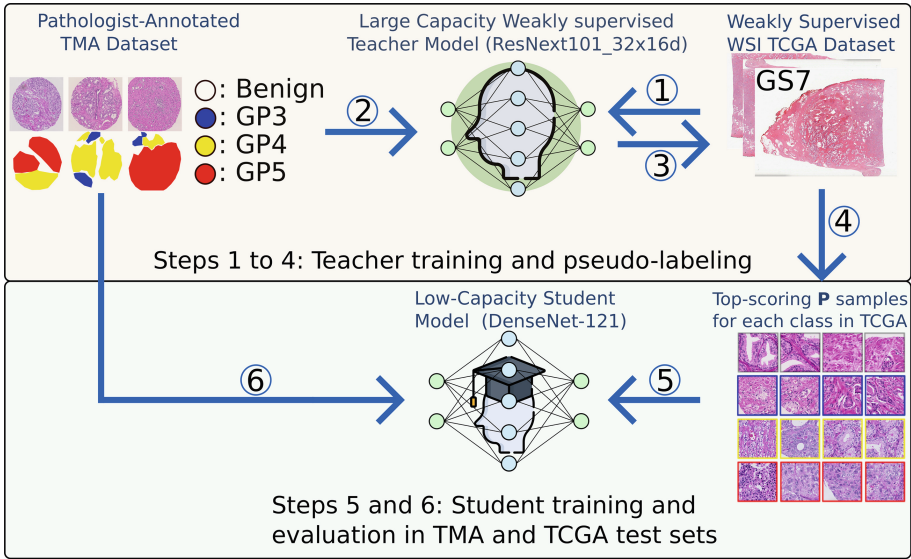 Pathologist-Annotated
TMA Dataset
Large Capacity Weakly supervised
Teacher Model (ResNext101_32x16d)
Weakly Supervised
WSI TCGA Dataset
GS7
: Benign
: GP3
: GP4
: GP5
2
1
3
4
Steps 1 to 4: Teacher training and pseudo-labeling
Low-Capacity Student
Model (DenseNet-121)
Top-scoring P samples
for each class in TCGA
6
5
Steps 5 and 6: Student training and
evaluation in TMA and TCGA test sets